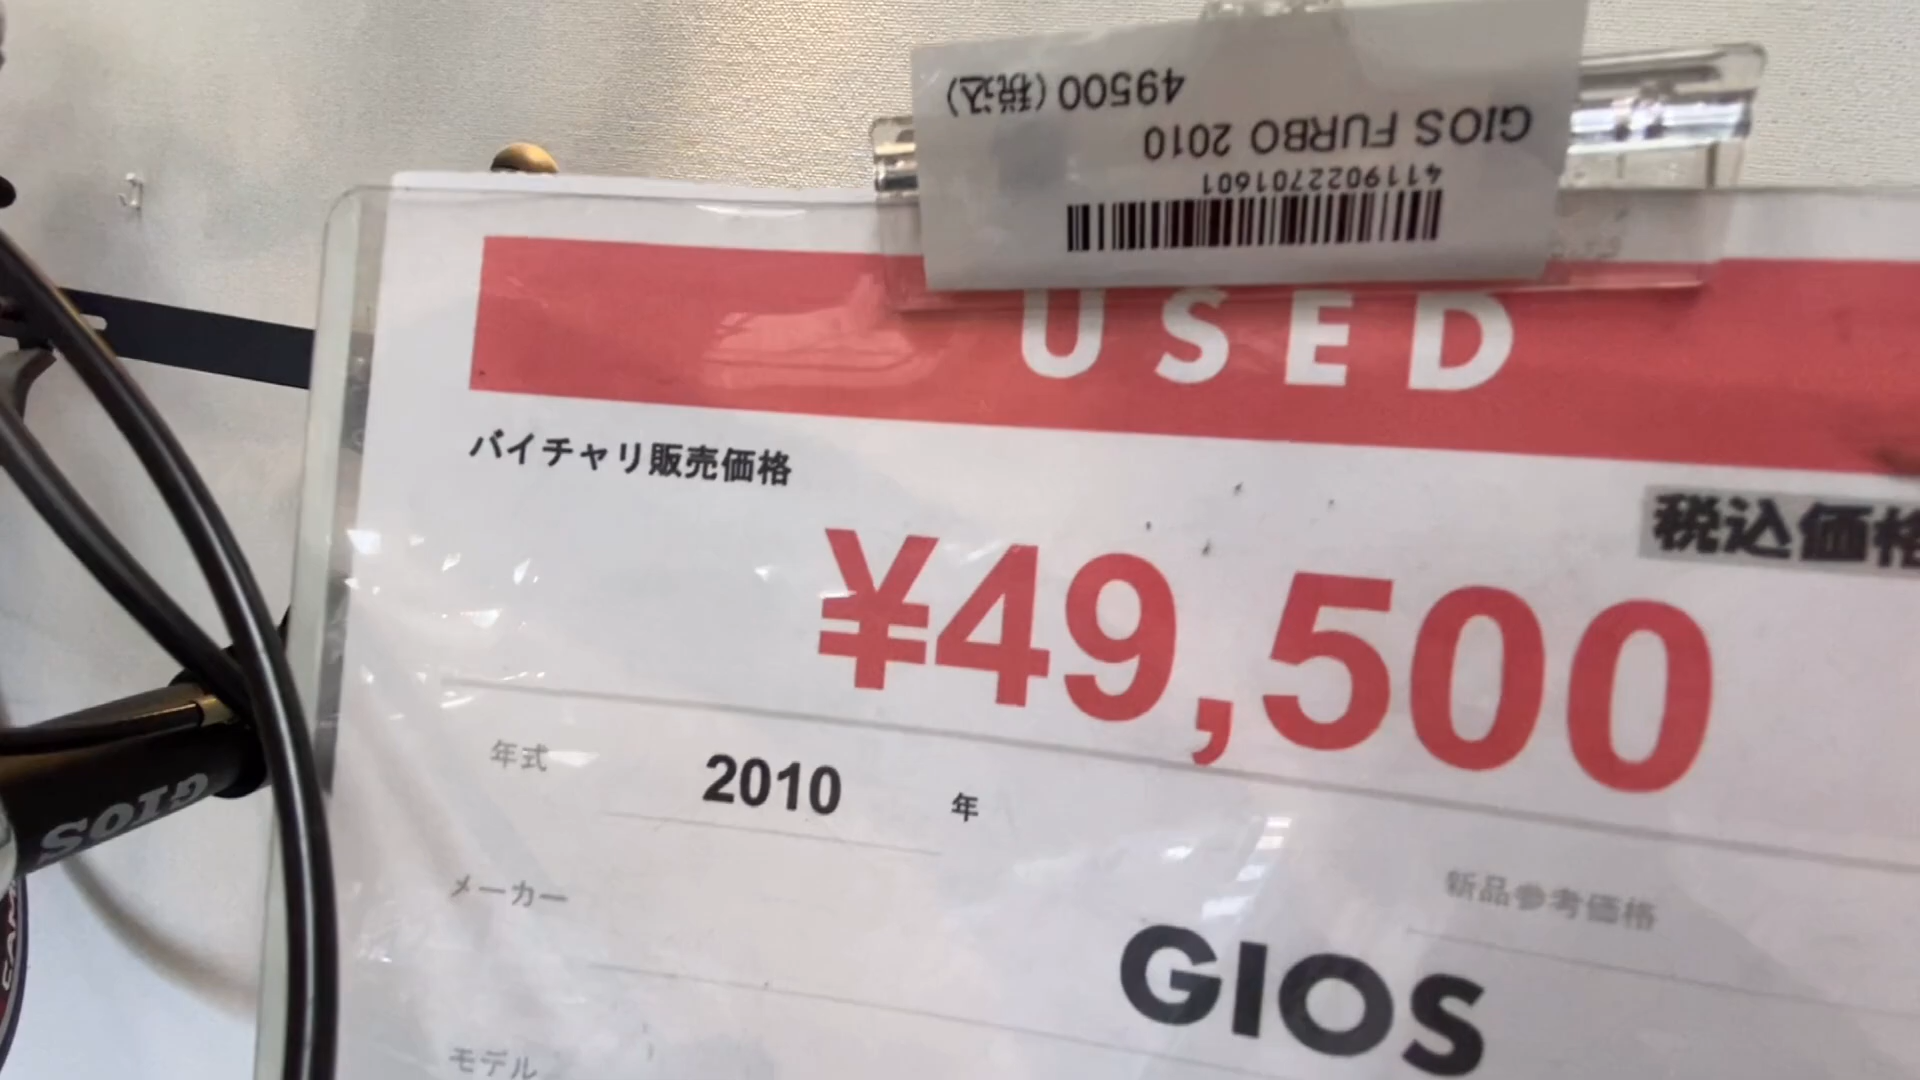 49500 (税込)
GIOS FURBO 2010
4119022701601
USED
バイチャリ販売価格
税込価格
¥49,500
年式 2010 年
新品参考価格
メーカー GIOS
モデル
GIOS